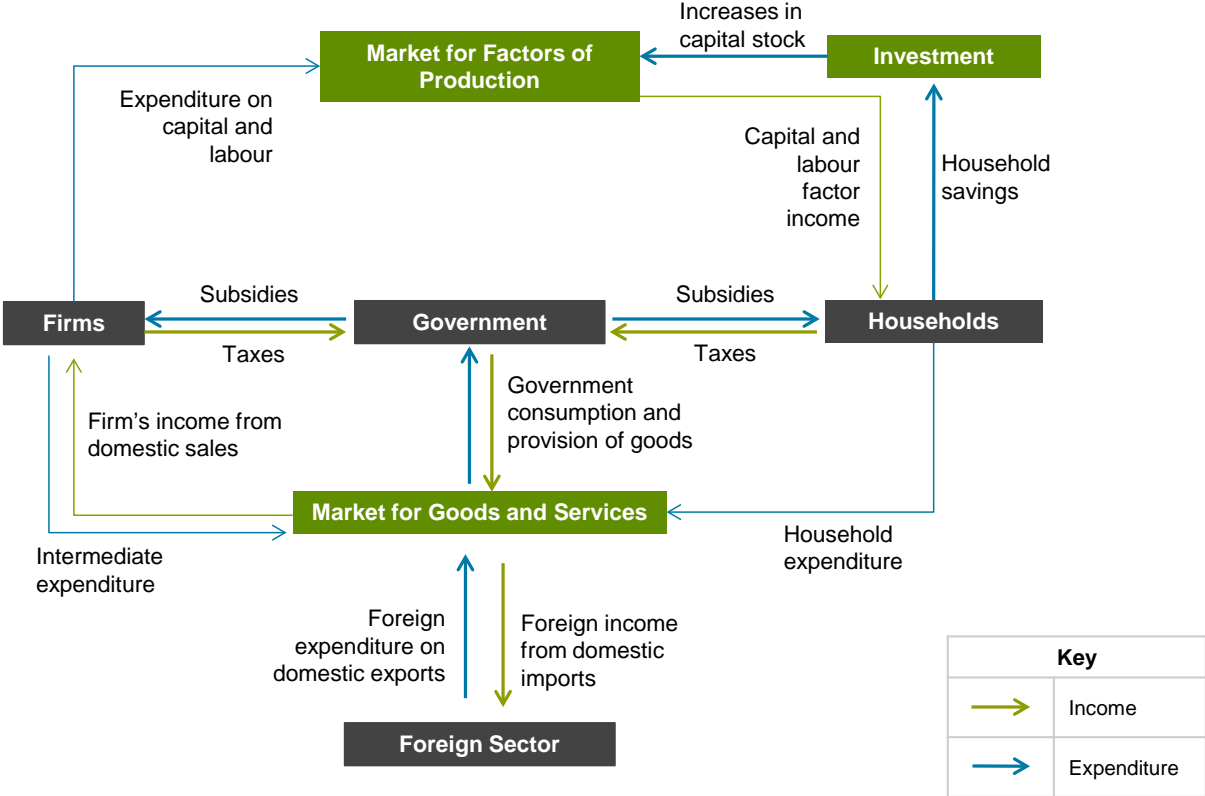 Increases in
capital stock
Market for Factors of
Production
Investment
Expenditure on
capital and
labour
Capital and
labour
factor
income
Household
savings
Subsidies
Subsidies
Firms
Government
Households
Taxes
Taxes
Government
consumption and
provision of goods
Firm's income from
domestic sales
Market for Goods and Services
Intermediate
expenditure
Household
expenditure
Foreign
expenditure on
domestic exports
Foreign income
from domestic
imports
Foreign Sector
Key
Income
Expenditure